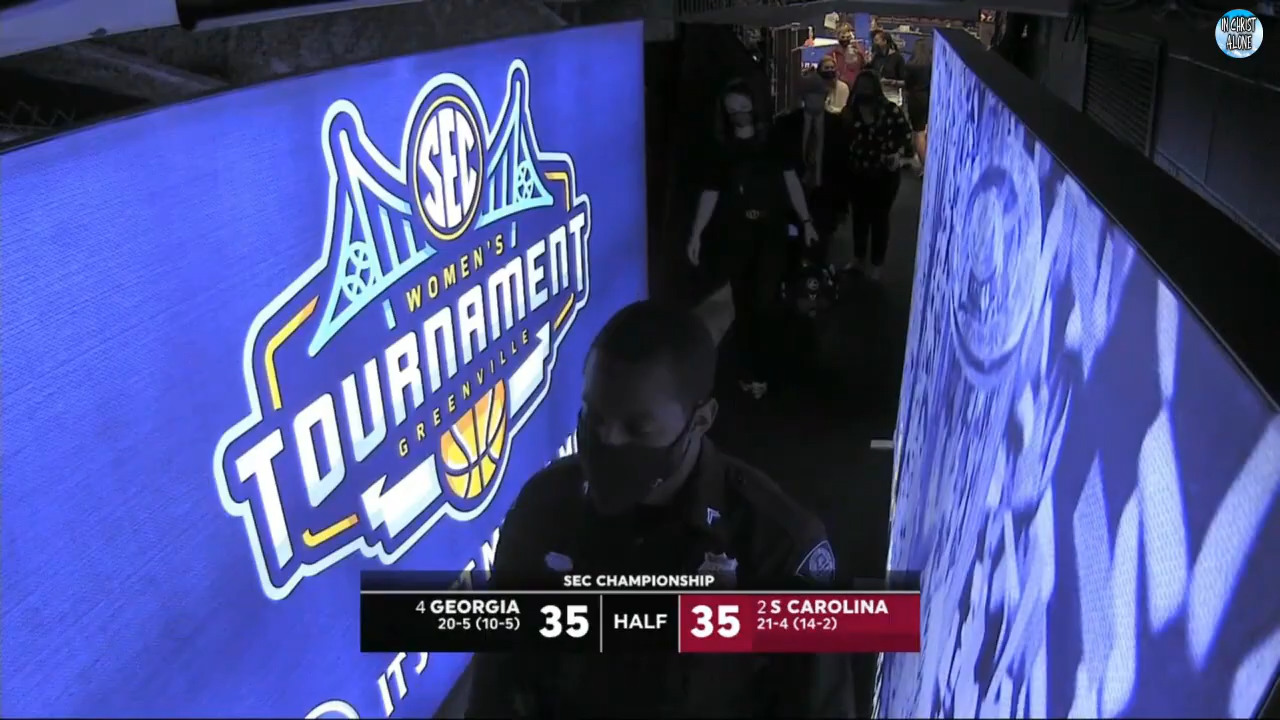 IN CHRIST
ALONE
SEC
WOMEN'S
TOURNAMENT
GREENVILLE
IT'S
SEC CHAMPIONSHIP
4 GEORGIA 35 HALF 35 2 S CAROLINA
20-5 (10-5) 21-4 (14-2)